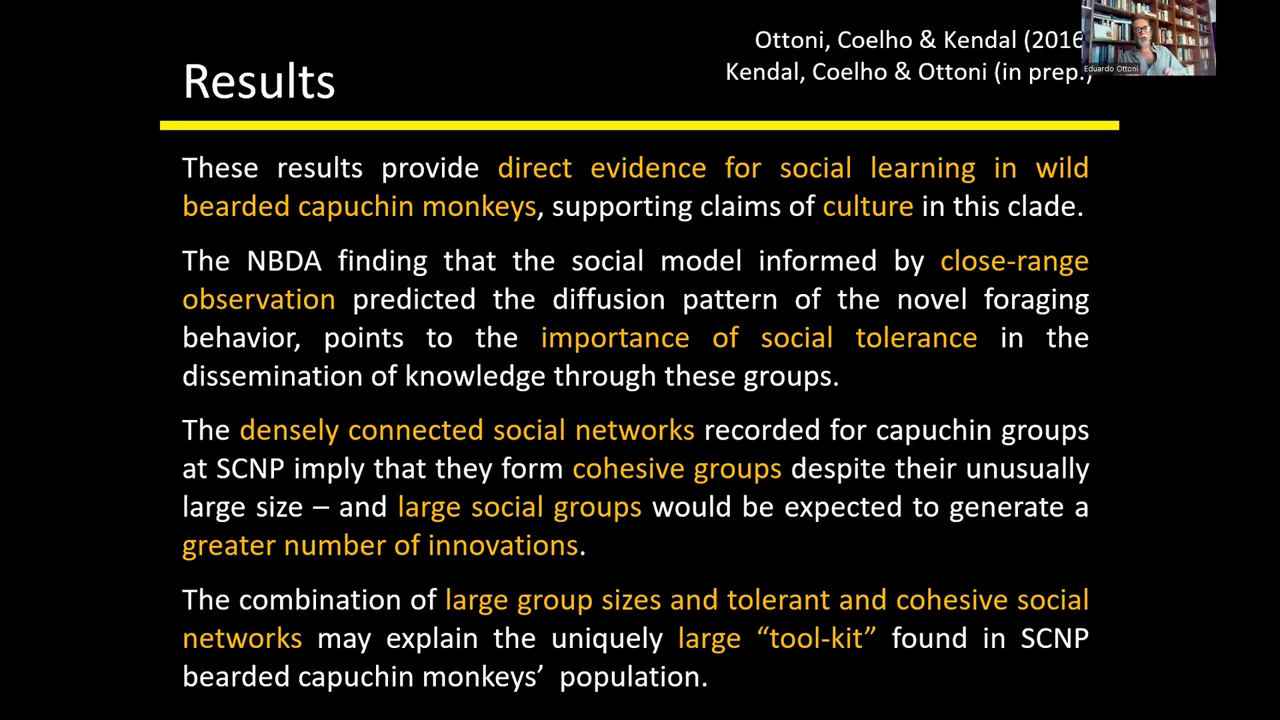 Ottoni, Coelho & Kendal (2016
Kendal, Coelho & Ottoni (in prep.)
Eduardo Ottoni
Results
These results provide direct evidence for social learning in wild
bearded capuchin monkeys, supporting claims of culture in this clade.
The NBDA finding that the social model informed by close-range
observation predicted the diffusion pattern of the novel foraging
behavior, points to the importance of social tolerance in the
dissemination of knowledge through these groups.
The densely connected social networks recorded for capuchin groups
at SCNP imply that they form cohesive groups despite their unusually
large size – and large social groups would be expected to generate a
greater number of innovations.
The combination of large group sizes and tolerant and cohesive social
networks may explain the uniquely large “tool-kit” found in SCNP
bearded capuchin monkeys’ population.